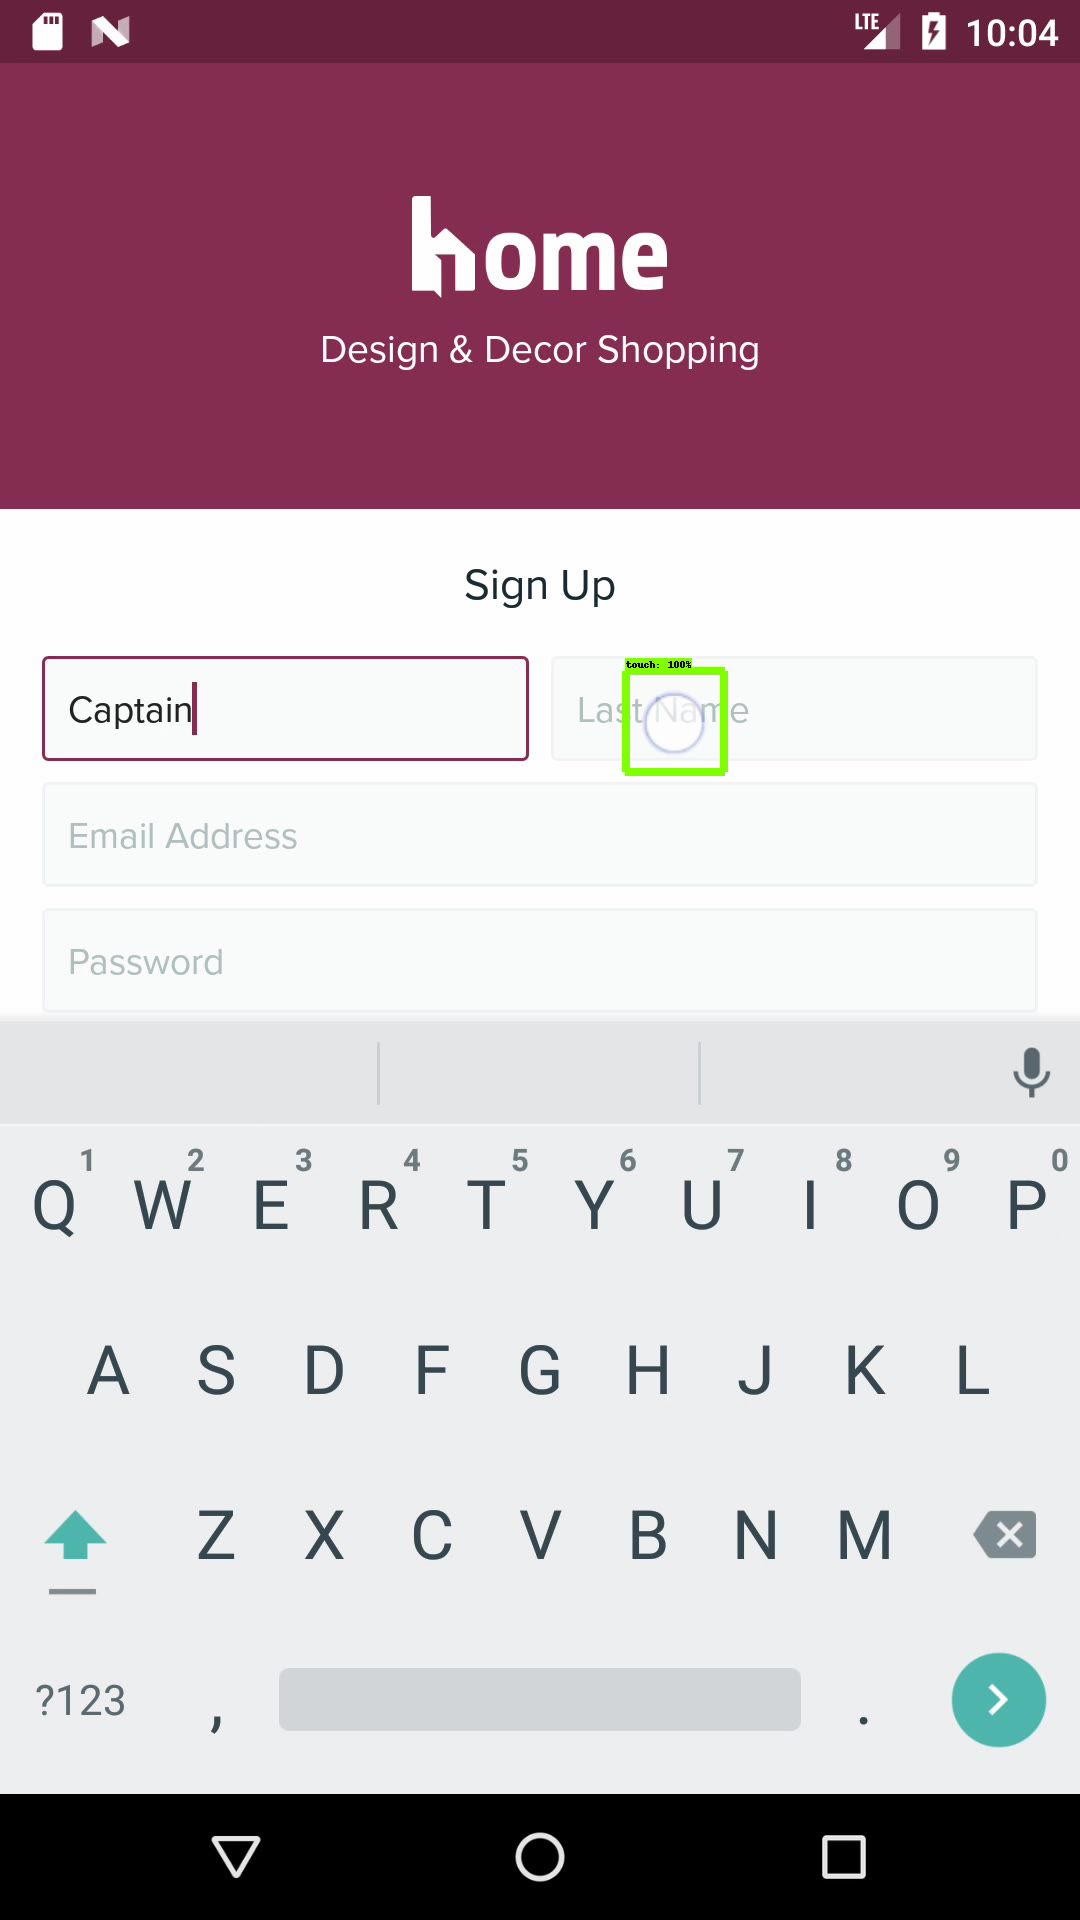 LTE 10:04
home
Design & Decor Shopping
Sign Up
touch: 100%
Captain
Last Name
Email Address
Password
1 2 3 4 5 6 7 8 9 0
Q W E R T Y U I O P
A S D F G H J K L
Z X C V B N M
?123 , .